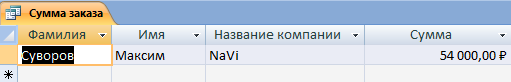 Сумма заказа
Фамилия Имя Название компании Сумма
Суворов Максим NaVi 54 000,00 ₽